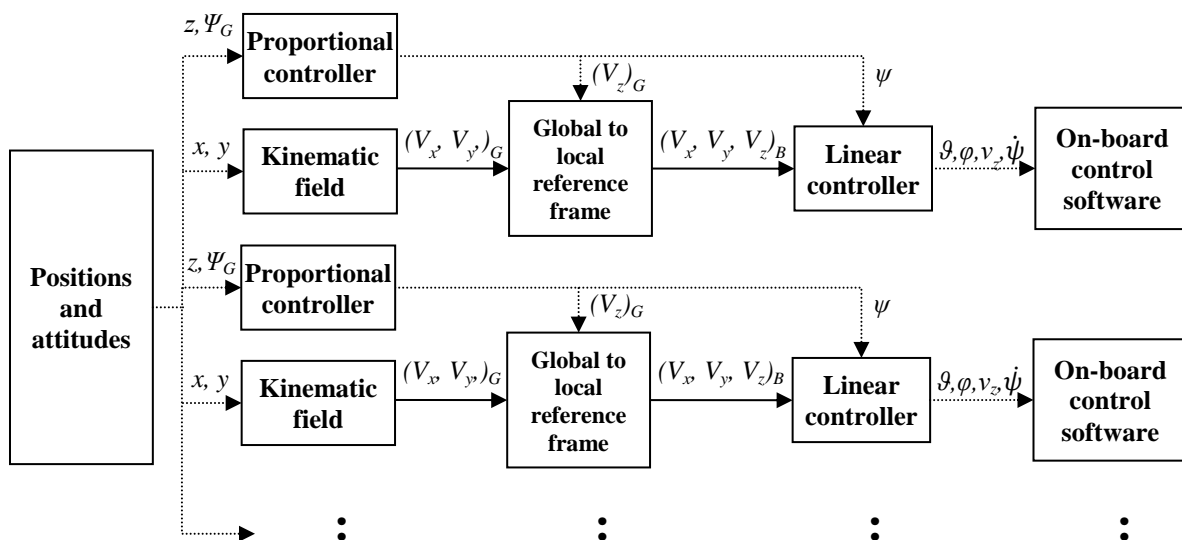 z, Ψ_G
Proportional
controller
(V_z)_G
ψ
x, y
Kinematic
field
(V_x, V_y,)_G
Global to
local
reference
frame
(V_x, V_y, V_z)_B
Linear
controller
ϑ,φ,v_z,ψ̇
On-board
control
software
Positions
and
attitudes
z, Ψ_G
Proportional
controller
(V_z)_G
ψ
x, y
Kinematic
field
(V_x, V_y,)_G
Global to
local
reference
frame
(V_x, V_y, V_z)_B
Linear
controller
ϑ,φ,v_z,ψ̇
On-board
control
software